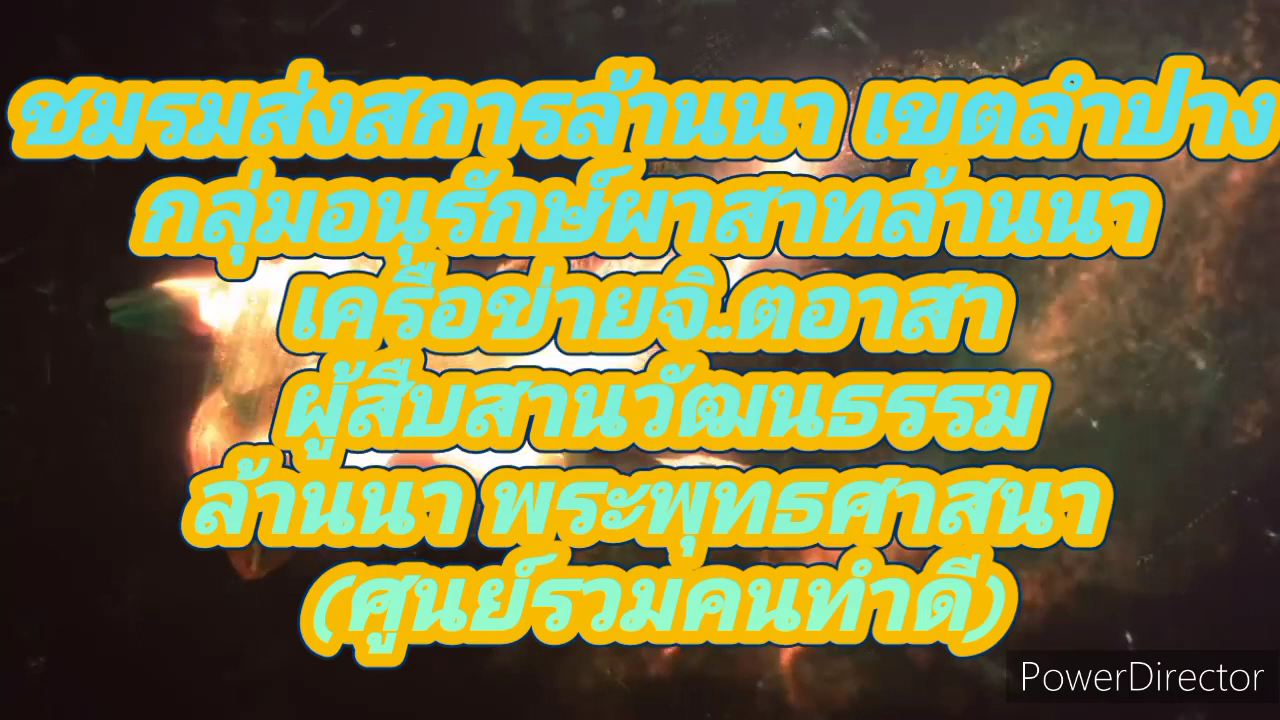 ชมรมส่งสการล้านนา เขตลำปาง
กลุ่มอนุรักษ์ผาสาทล้านนา
เครือข่ายจิ..ตอาสา
ผู้สืบสานวัฒนธรรม
ล้านนา พระพุทธศาสนา
(ศูนย์รวมคนทำดี)
PowerDirector